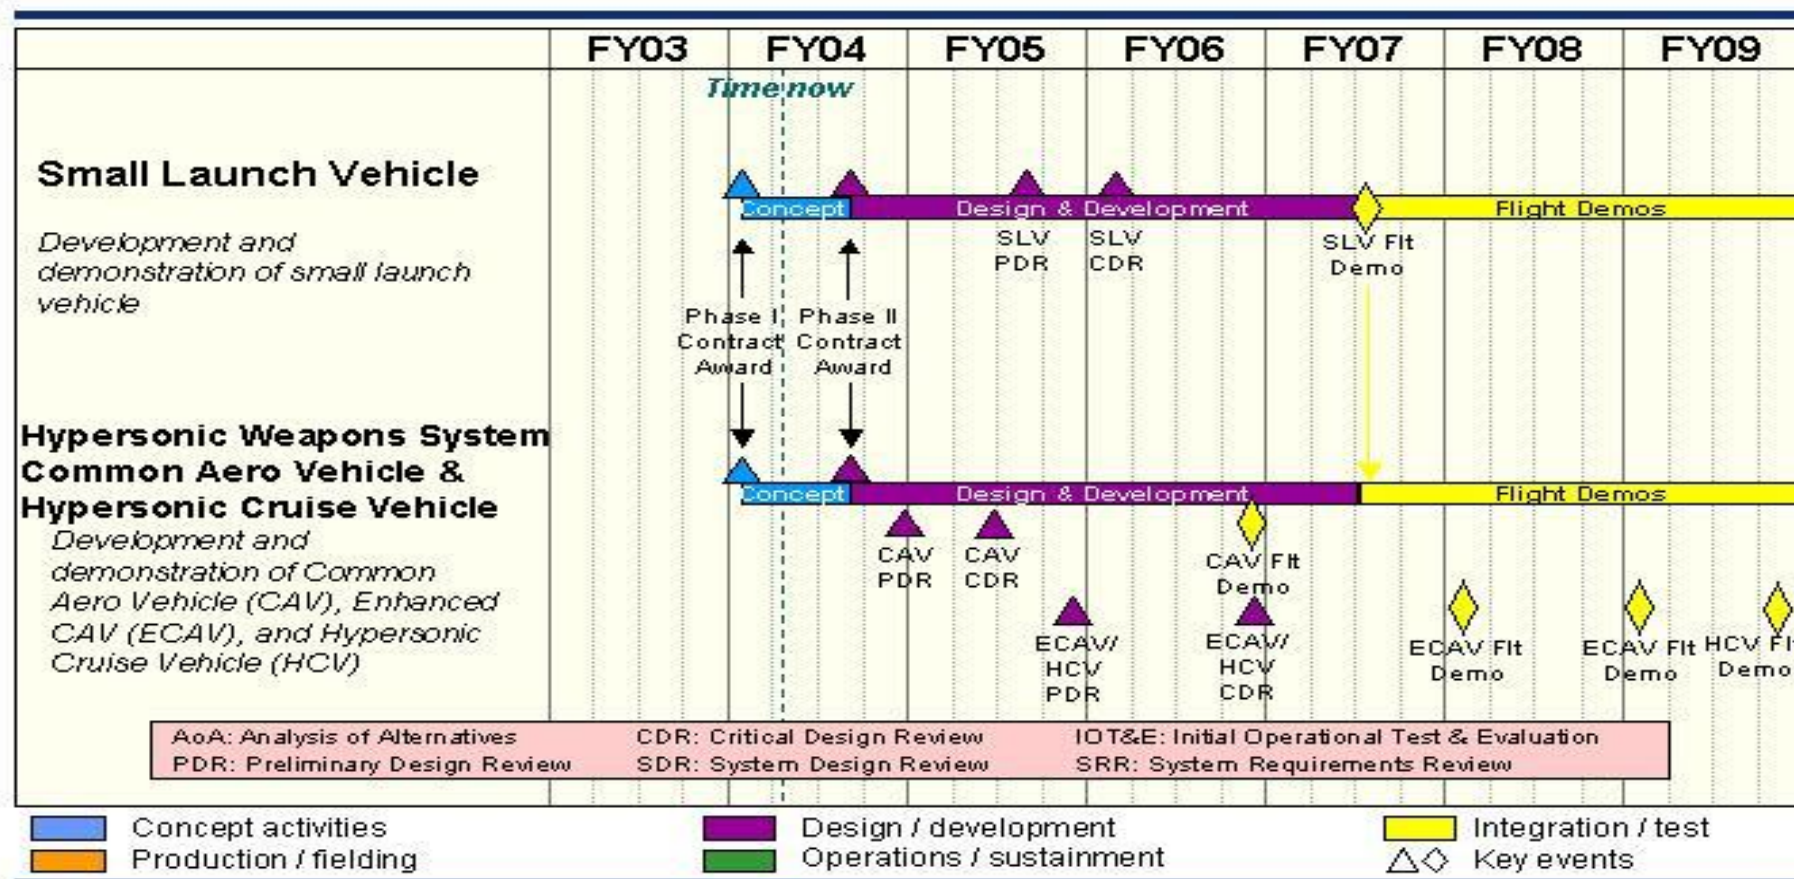 FY03 FY04 FY05 FY06 FY07 FY08 FY09
Time now
Small Launch Vehicle
Concept Design & Development Flight Demos
Development and
demonstration of small launch
vehicle
SLV
PDR
SLV
CDR
SLV Flt
Demo
Phase I
Contract
Award
Phase II
Contract
Award
Hypersonic Weapons System
Common Aero Vehicle &
Hypersonic Cruise Vehicle
Concept Design & Development Flight Demos
Development and
demonstration of Common
Aero Vehicle (CAV), Enhanced
CAV (ECAV), and Hypersonic
Cruise Vehicle (HCV)
CAV
PDR
CAV
CDR
CAV Flt
Demo
ECAV/
HCV
PDR
ECAV/
HCV
CDR
ECAV Flt
Demo
ECAV Flt
Demo
HCV Fl
Demo
AoA: Analysis of Alternatives CDR: Critical Design Review IOT&E: Initial Operational Test & Evaluation
PDR: Preliminary Design Review SDR: System Design Review SRR: System Requirements Review
Concept activities Design / development Integration / test
Production / fielding Operations / sustainment Key events